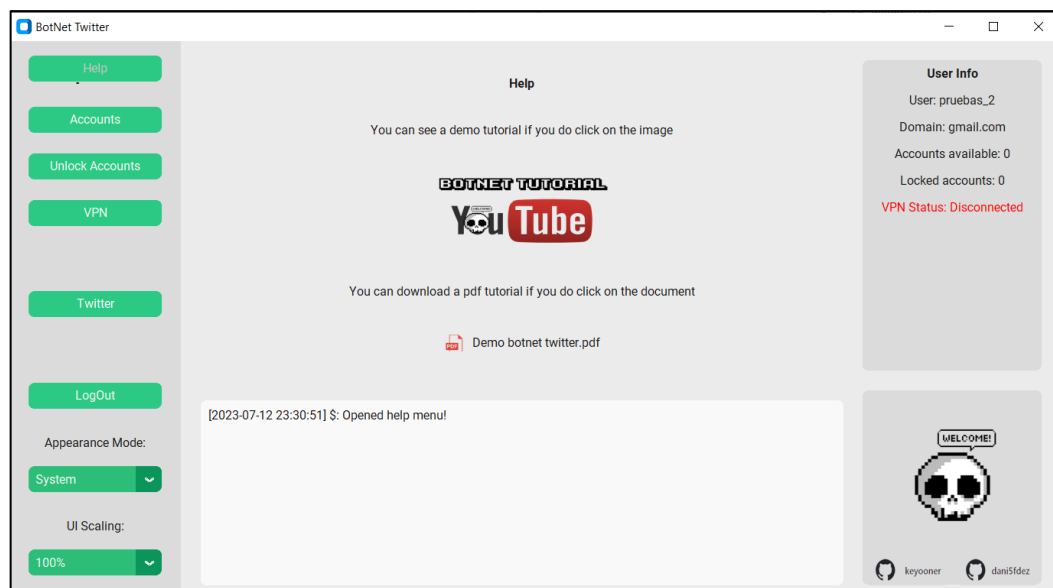 BotNet Twitter
Help
Accounts
Unlock Accounts
VPN
Twitter
LogOut
Appearance Mode:
System
UI Scaling:
100%
Help
You can see a demo tutorial if you do click on the image
BOTNET TUTORIAL
YouTube
You can download a pdf tutorial if you do click on the document
PDF
Demo botnet twitter.pdf
[2023-07-12 23:30:51] $: Opened help menu!
User Info
User: pruebas_2
Domain: gmail.com
Accounts available: 0
Locked accounts: 0
VPN Status: Disconnected
WELCOME!
keyooner
dani5fdez